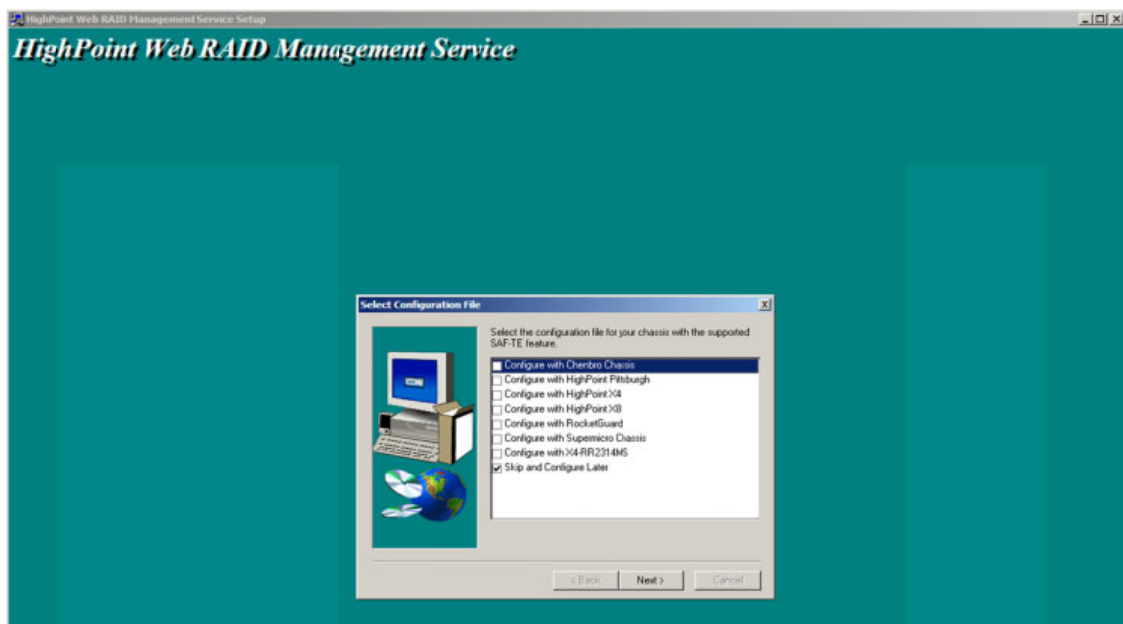 HighPoint Web RAID Management Service Setup
HighPoint Web RAID Management Service
Select Configuration File
Select the configuration file for your chassis with the supported
SAF-TE feature.
Configure with Chenbro Chassis
Configure with HighPoint Pittsburgh
Configure with HighPoint X4
Configure with HighPoint X8
Configure with RocketGuard
Configure with Supermicro Chassis
Configure with X4-RR2314MS
Skip and Configure Later
< Back Next > Cancel